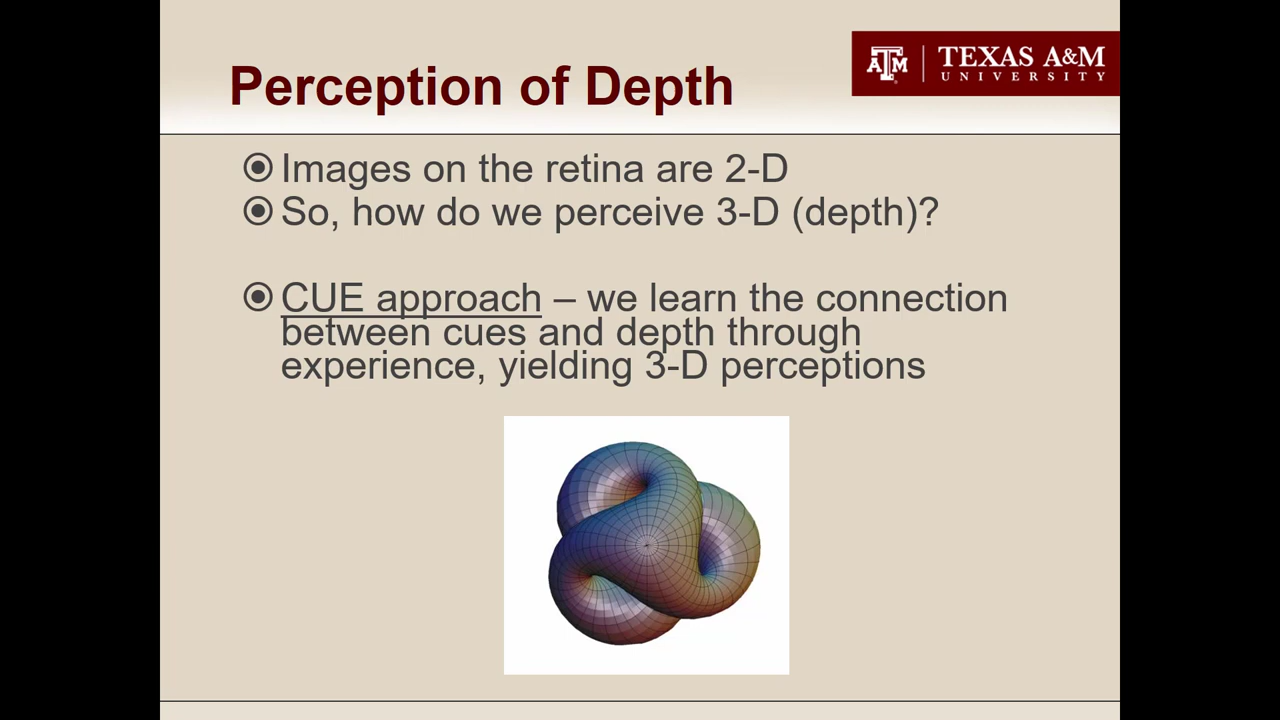 Perception of Depth
ATM
TEXAS A&M
UNIVERSITY
Images on the retina are 2-D
So, how do we perceive 3-D (depth)?
CUE approach – we learn the connection
between cues and depth through
experience, yielding 3-D perceptions